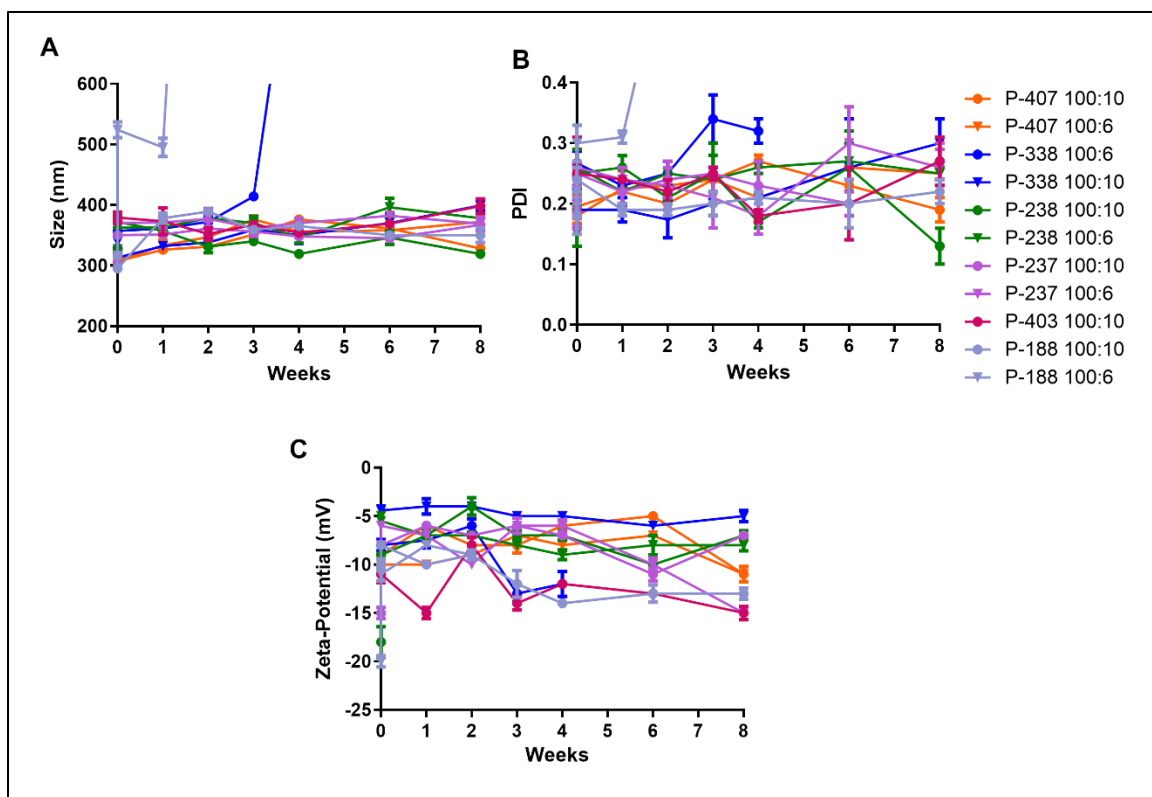 A
600
500
400
300
200
Size (nm)
0 1 2 3 4 5 6 7 8
Weeks
B
0.4
0.3
0.2
0.1
0.0
PDI
0 1 2 3 4 5 6 7 8
Weeks
P-407 100:10
P-407 100:6
P-338 100:6
P-338 100:10
P-238 100:10
P-238 100:6
P-237 100:10
P-237 100:6
P-403 100:10
P-188 100:10
P-188 100:6
C
0
-5
-10
-15
-20
-25
Zeta-Potential (mV)
0 1 2 3 4 5 6 7 8
Weeks